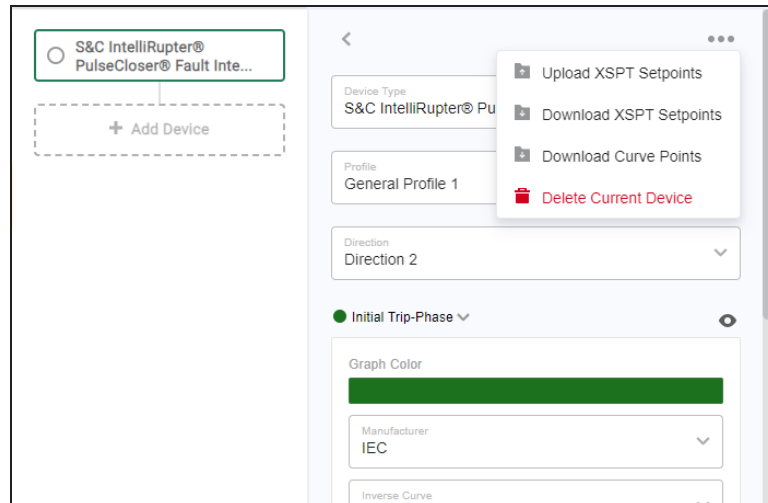 S&C IntelliRupter®
PulseCloser® Fault Inte...
+ Add Device
Upload XSPT Setpoints
Download XSPT Setpoints
Download Curve Points
Delete Current Device
Device Type
S&C IntelliRupter® Pu
Profile
General Profile 1
Direction
Direction 2
Initial Trip-Phase
Graph Color
Manufacturer
IEC
Inverse Curve